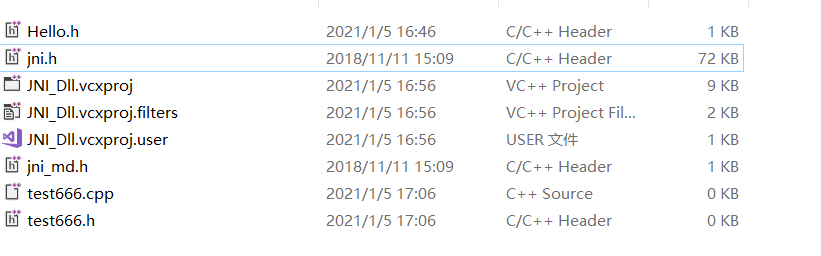 Hello.h 2021/1/5 16:46 C/C++ Header 1 KB
jni.h 2018/11/11 15:09 C/C++ Header 72 KB
JNI_Dll.vcxproj 2021/1/5 16:56 VC++ Project 9 KB
JNI_Dll.vcxproj.filters 2021/1/5 16:56 VC++ Project Fil... 2 KB
JNI_Dll.vcxproj.user 2021/1/5 16:56 USER 文件 1 KB
jni_md.h 2018/11/11 15:09 C/C++ Header 1 KB
test666.cpp 2021/1/5 17:06 C++ Source 0 KB
test666.h 2021/1/5 17:06 C/C++ Header 0 KB